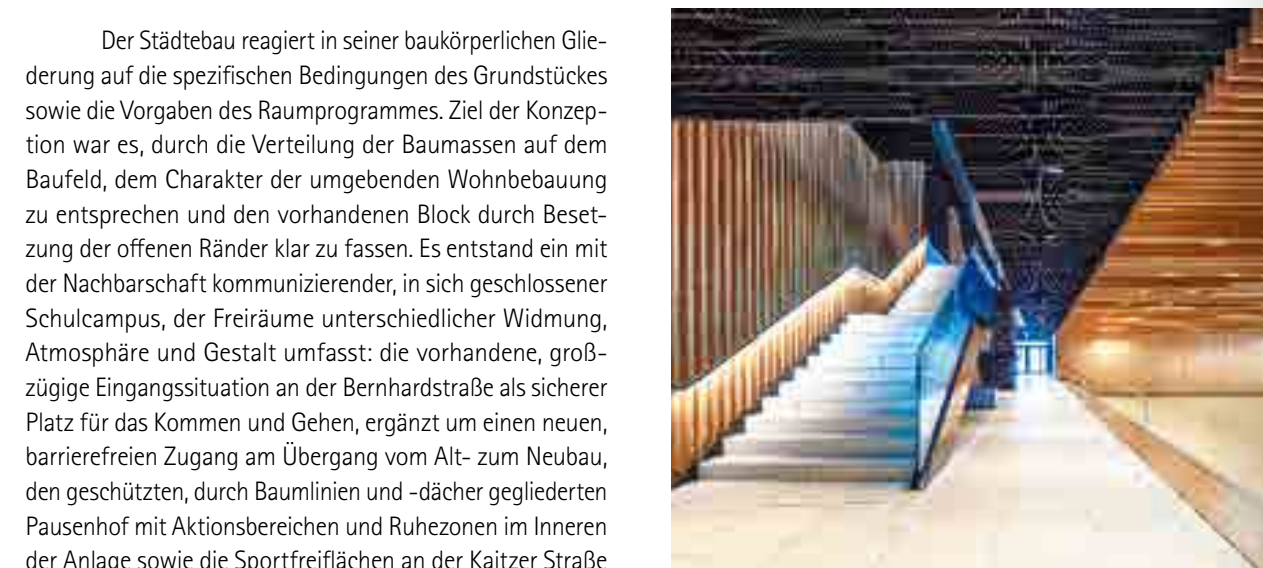 Der Städtebau reagiert in seiner baukörperlichen Glie-
derung auf die spezifischen Bedingungen des Grundstückes
sowie die Vorgaben des Raumprogrammes. Ziel der Konzep-
tion war es, durch die Verteilung der Baumassen auf dem
Baufeld, dem Charakter der umgebenden Wohnbebauung
zu entsprechen und den vorhandenen Block durch Beset-
zung der offenen Ränder klar zu fassen. Es entstand ein mit
der Nachbarschaft kommunizierender, in sich geschlossener
Schulcampus, der Freiräume unterschiedlicher Widmung,
Atmosphäre und Gestalt umfasst: die vorhandene, groß-
zügige Eingangssituation an der Bernhardstraße als sicherer
Platz für das Kommen und Gehen, ergänzt um einen neuen,
barrierefreien Zugang am Übergang vom Alt- zum Neubau,
den geschützten, durch Baumlinien und -dächer gegliederten
Pausenhof mit Aktionsbereichen und Ruhezonen im Inneren
der Anlage sowie die Sportfreiflächen an der Kaitzer Straße